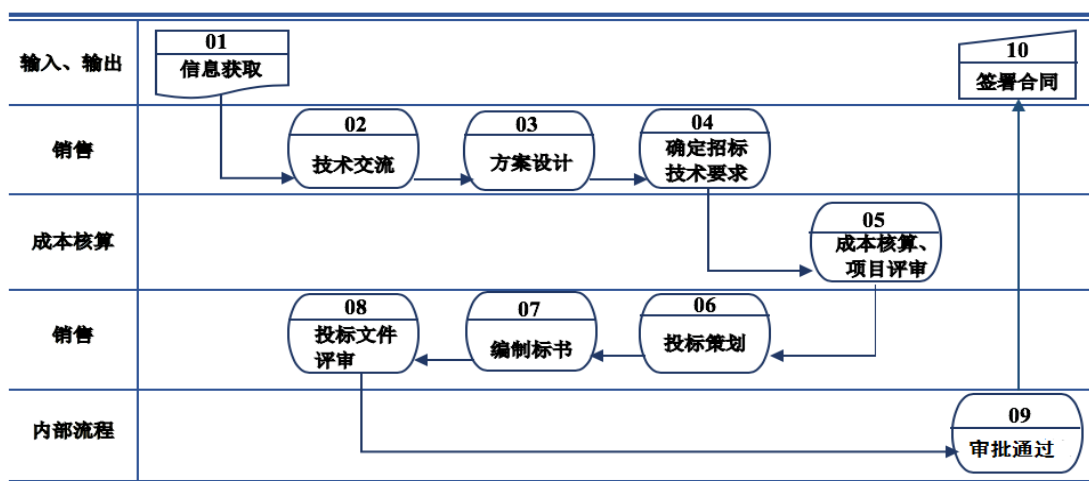 输入、输出
01
信息获取
10
签署合同
销售
02
技术交流
03
方案设计
04
确定招标
技术要求
成本核算
05
成本核算、
项目评审
销售
08
投标文件
评审
07
编制标书
06
投标策划
内部流程
09
审批通过